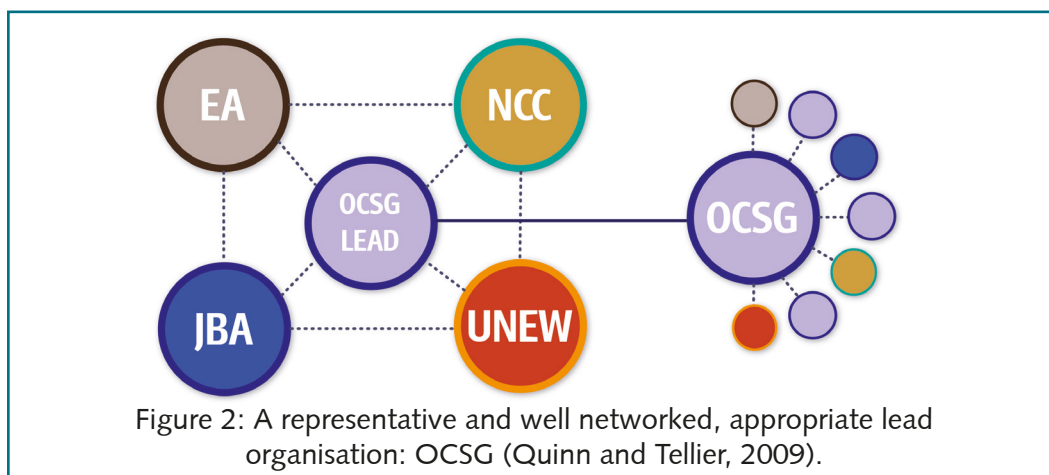 EA
NCC
OCSG
LEAD
OCSG
JBA
UNEW
Figure 2: A representative and well networked, appropriate lead
organisation: OCSG (Quinn and Tellier, 2009).